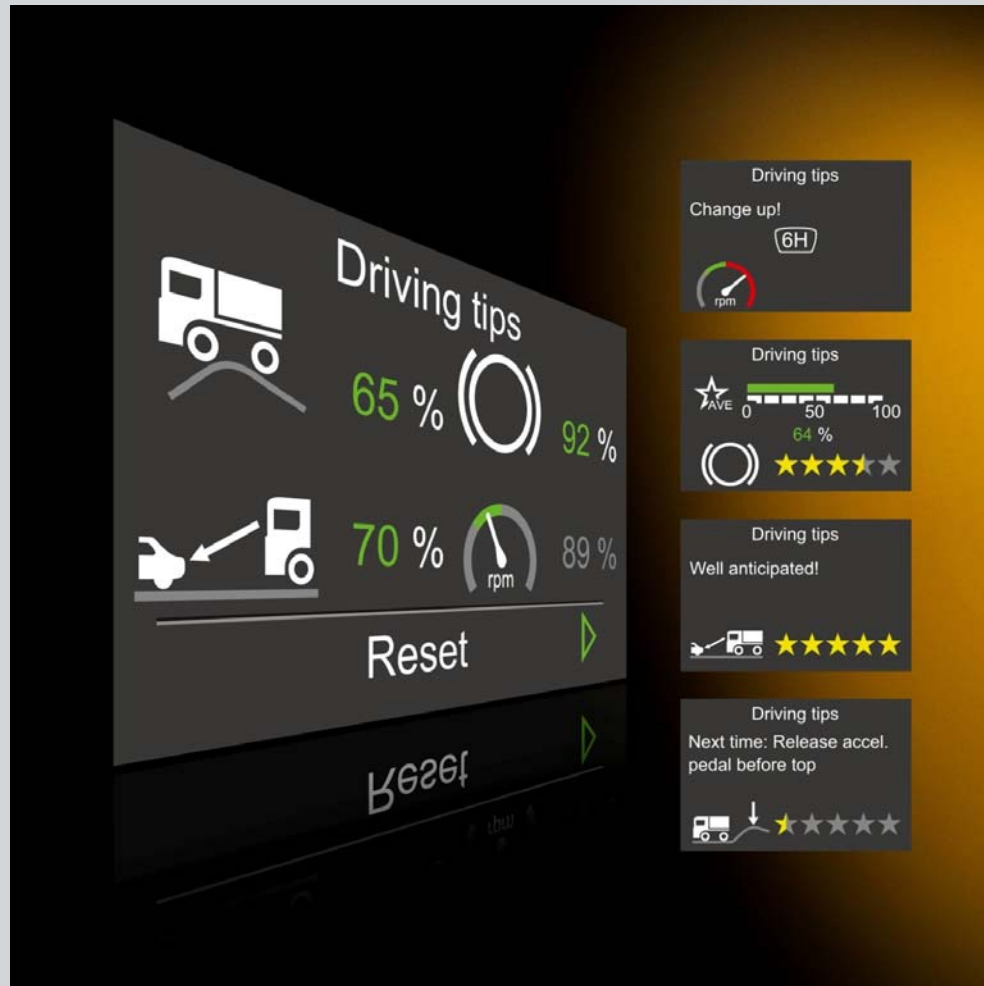 Driving tips
65 %
92 %
70 %
rpm
89 %
Reset
Reset
rpm
Driving tips
Change up!
6H
rpm
Driving tips
AVE
0 50 100
64 %
Driving tips
Well anticipated!
Driving tips
Next time: Release accel.
pedal before top